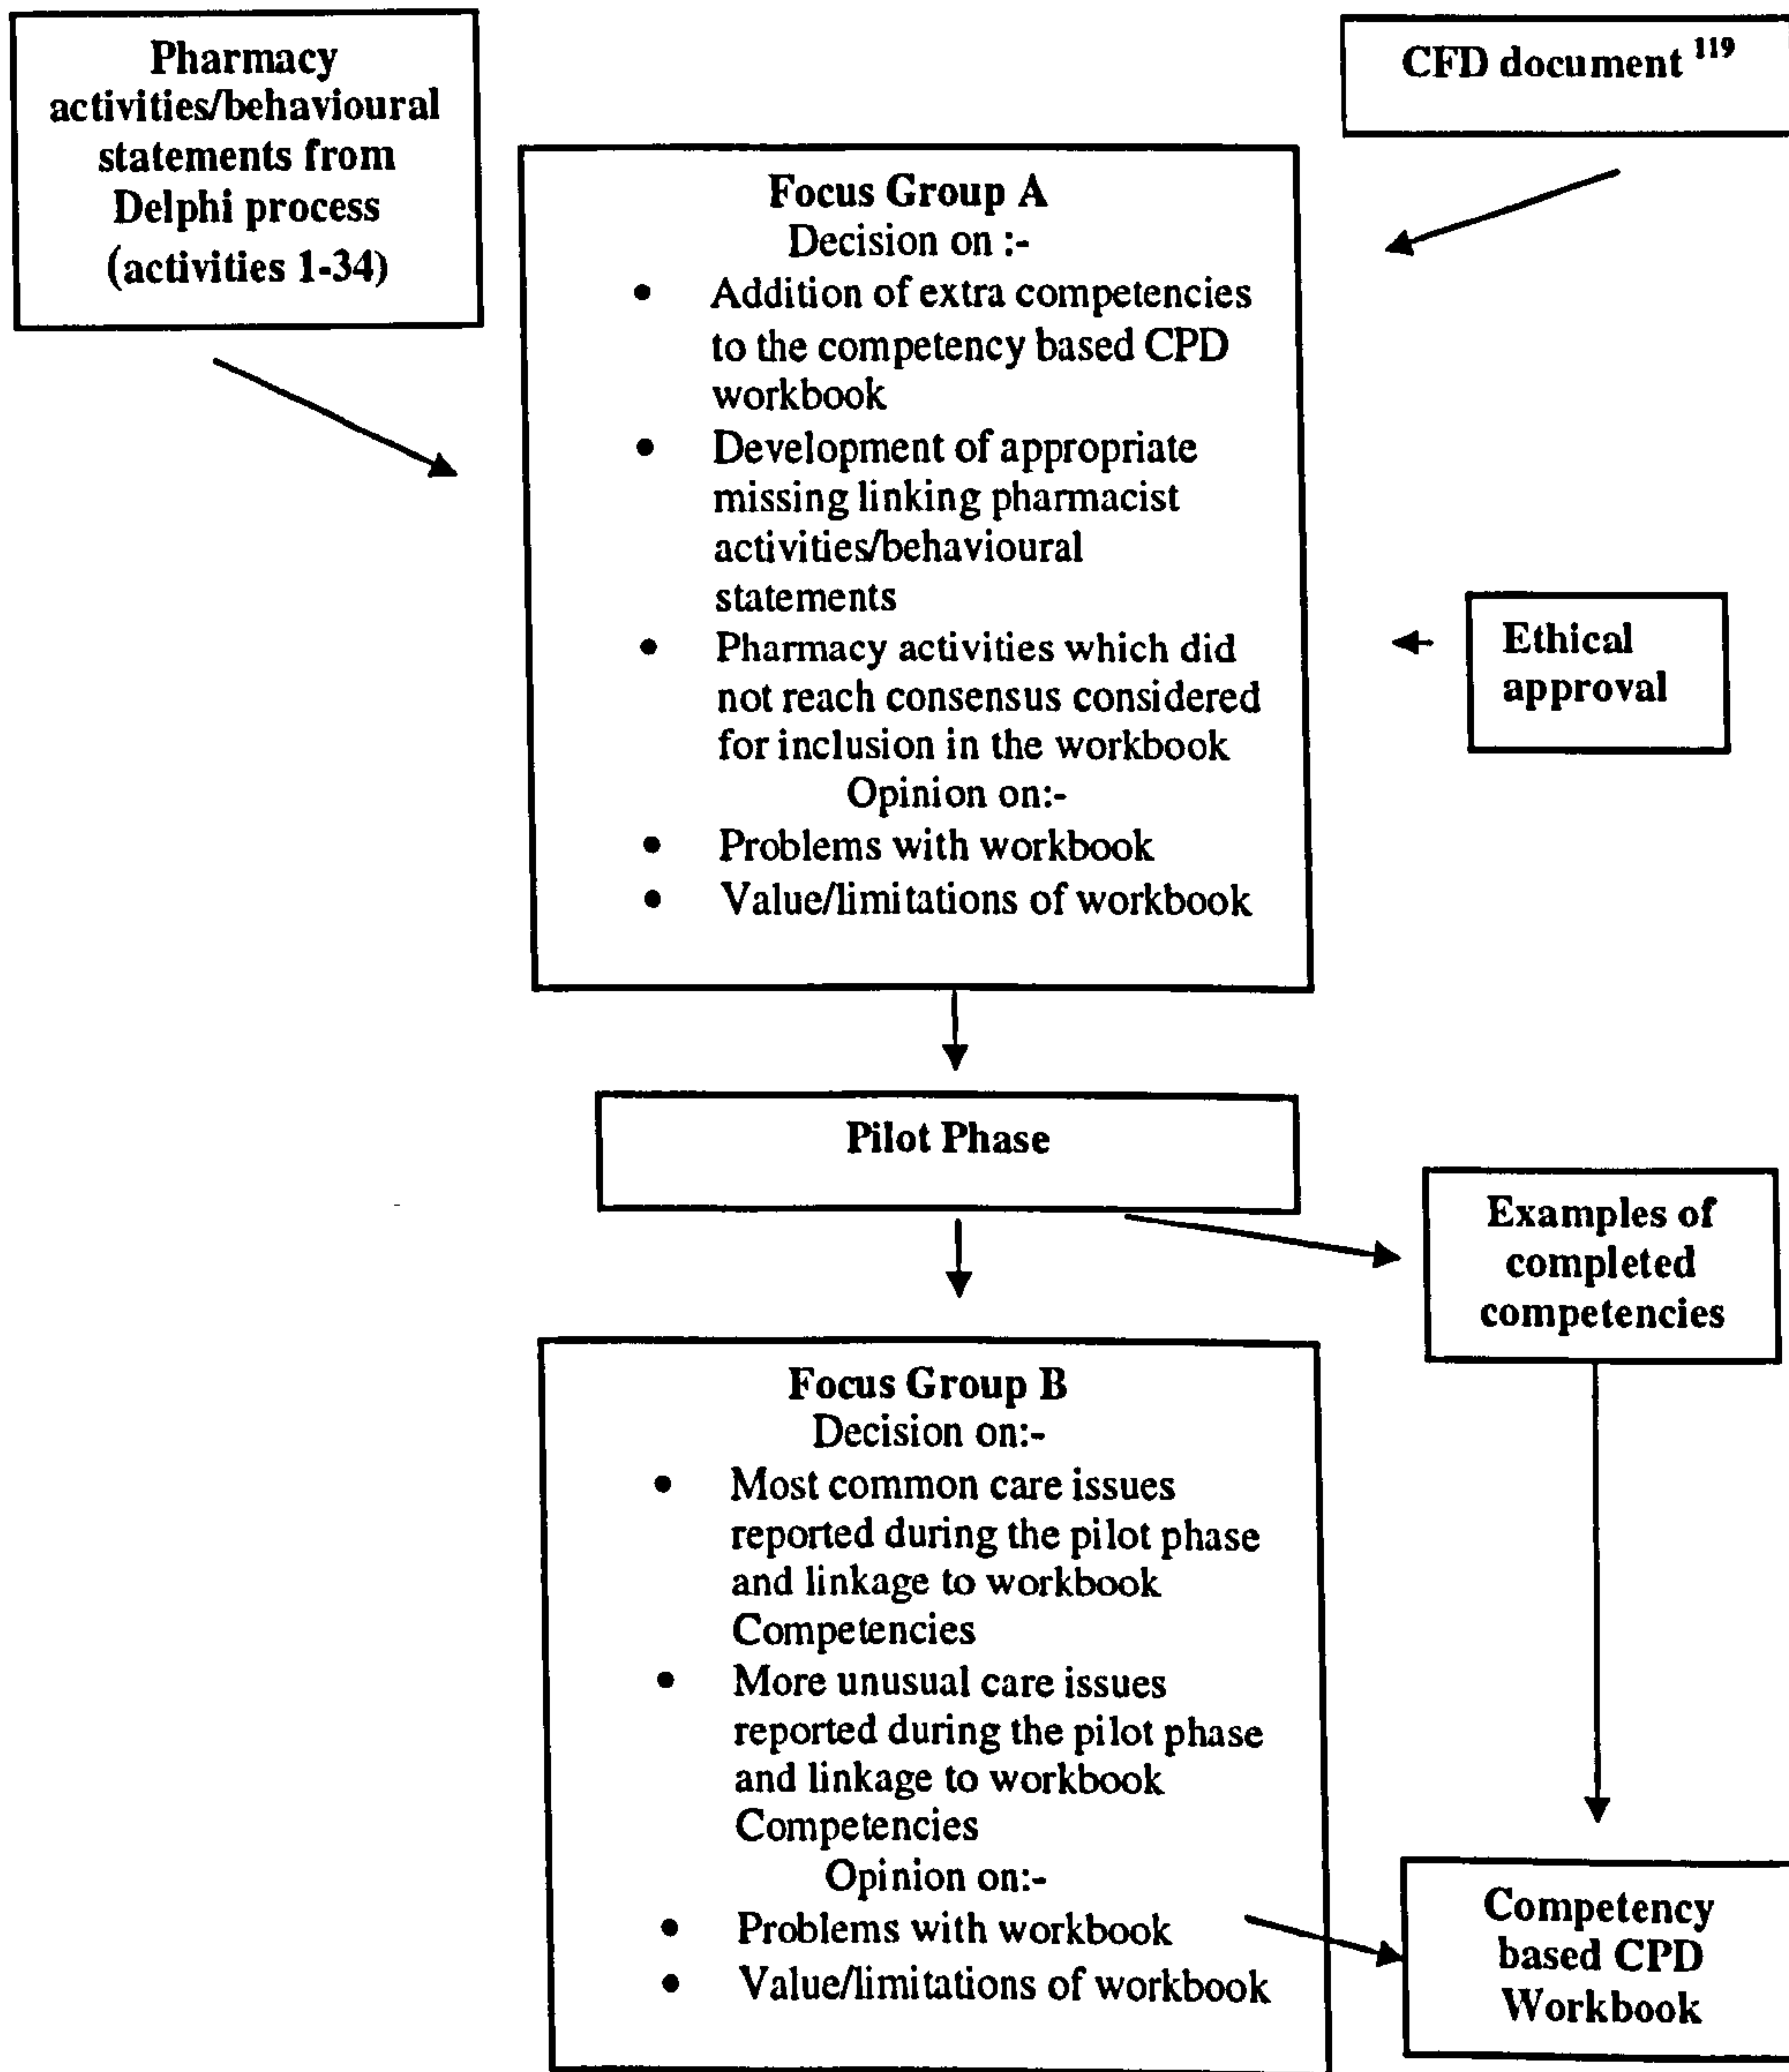 Pharmacy
activities/behavioural
statements from
Delphi process
(activities 1-34)
CFD document ¹¹⁹
Focus Group A
Decision on :-
• Addition of extra competencies
to the competency based CPD
workbook
• Development of appropriate
missing linking pharmacist
activities/behavioural
statements
• Pharmacy activities which did
not reach consensus considered
for inclusion in the workbook
Opinion on:-
• Problems with workbook
• Value/limitations of workbook
Ethical
approval
Pilot Phase
Examples of
completed
competencies
Focus Group B
Decision on:-
• Most common care issues
reported during the pilot phase
and linkage to workbook
Competencies
• More unusual care issues
reported during the pilot phase
and linkage to workbook
Competencies
Opinion on:-
• Problems with workbook
• Value/limitations of workbook
Competency
based CPD
Workbook